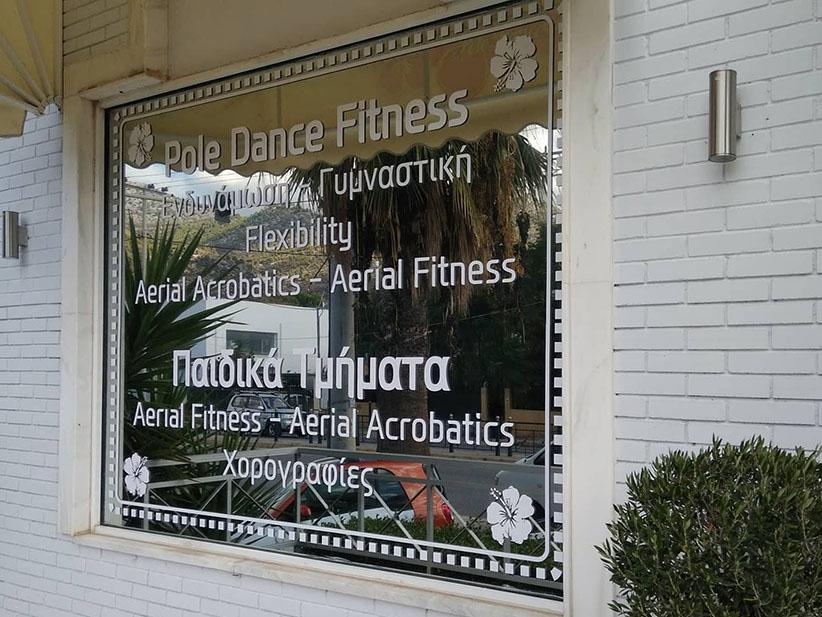 Pole Dance Fitness
Ενδυνάμωση - Γυμναστική
Flexibility
Aerial Acrobatics - Aerial Fitness
Παιδικά Τμήματα
Aerial Fitness - Aerial Acrobatics
Χορογραφίες